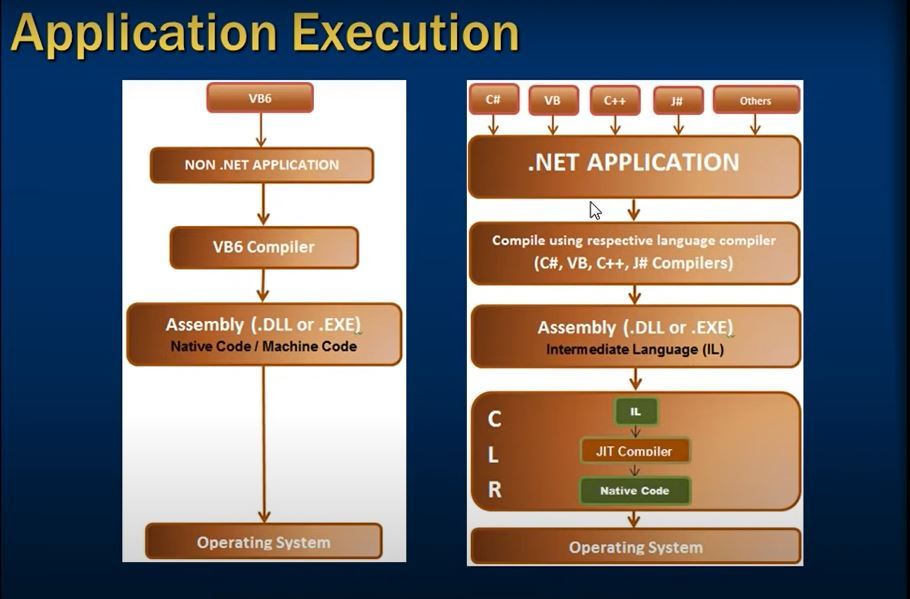 Application Execution
VB6
NON .NET APPLICATION
VB6 Compiler
Assembly (.DLL or .EXE)
Native Code / Machine Code
Operating System
C#
VB
C++
J#
Others
.NET APPLICATION
Compile using respective language compiler
(C#, VB, C++, J# Compilers)
Assembly (.DLL or .EXE)
Intermediate Language (IL)
C
L
R
IL
JIT Compiler
Native Code
Operating System